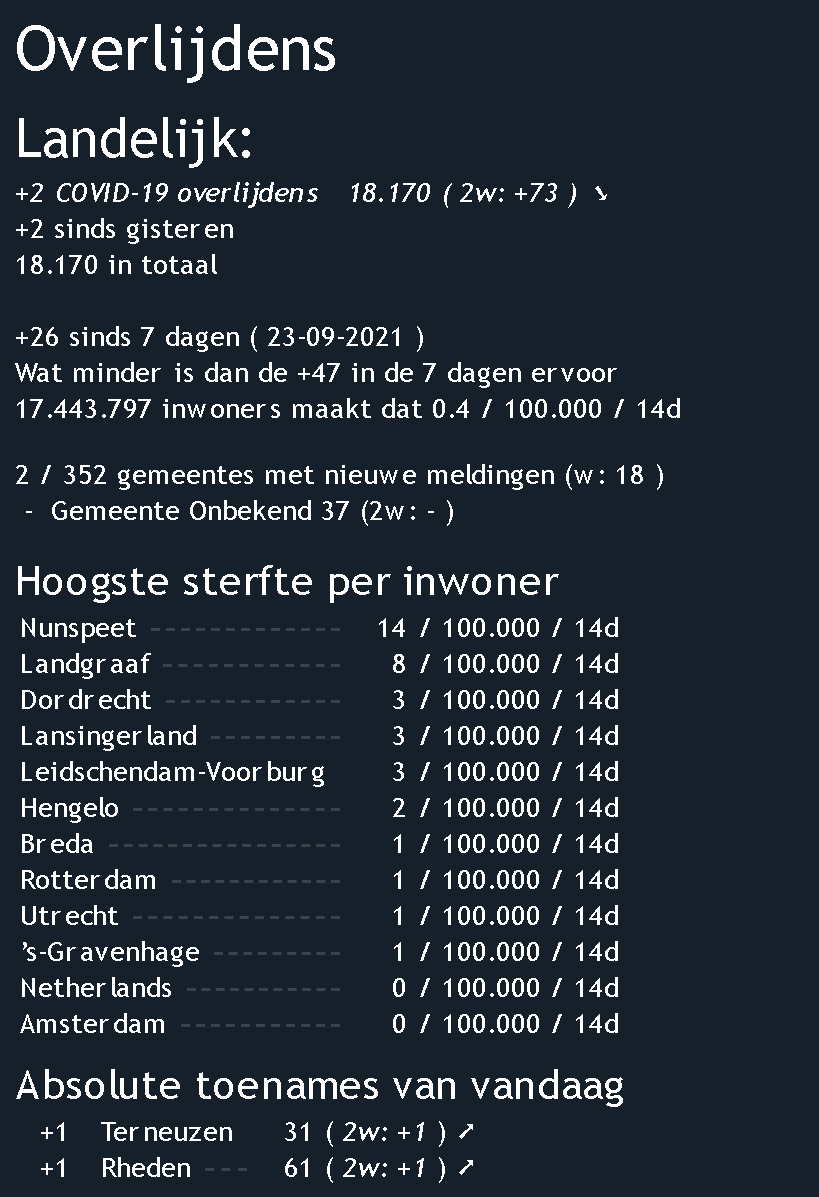 Overlijdens
Landelijk:
+2 COVID-19 overlijdens 18.170 ( 2w: +73 ) ➘
+2 sinds gisteren
18.170 in totaal
+26 sinds 7 dagen ( 23-09-2021 )
Wat minder is dan de +47 in de 7 dagen ervoor
17.443.797 inwoners maakt dat 0.4 / 100.000 / 14d
2 / 352 gemeentes met nieuwe meldingen (w: 18 )
- Gemeente Onbekend 37 (2w: - )
Hoogste sterfte per inwoner
Nunspeet ------------- 14 / 100.000 / 14d
Landgraaf ------------ 8 / 100.000 / 14d
Dordrecht ------------ 3 / 100.000 / 14d
Lansingerland --------- 3 / 100.000 / 14d
Leidschendam-Voorburg 3 / 100.000 / 14d
Hengelo -------------- 2 / 100.000 / 14d
Breda ---------------- 1 / 100.000 / 14d
Rotterdam ------------ 1 / 100.000 / 14d
Utrecht -------------- 1 / 100.000 / 14d
’s-Gravenhage --------- 1 / 100.000 / 14d
Netherlands ----------- 0 / 100.000 / 14d
Amsterdam ----------- 0 / 100.000 / 14d
Absolute toenames van vandaag
+1 Terneuzen 31 ( 2w: +1 ) ➚
+1 Rheden --- 61 ( 2w: +1 ) ➚